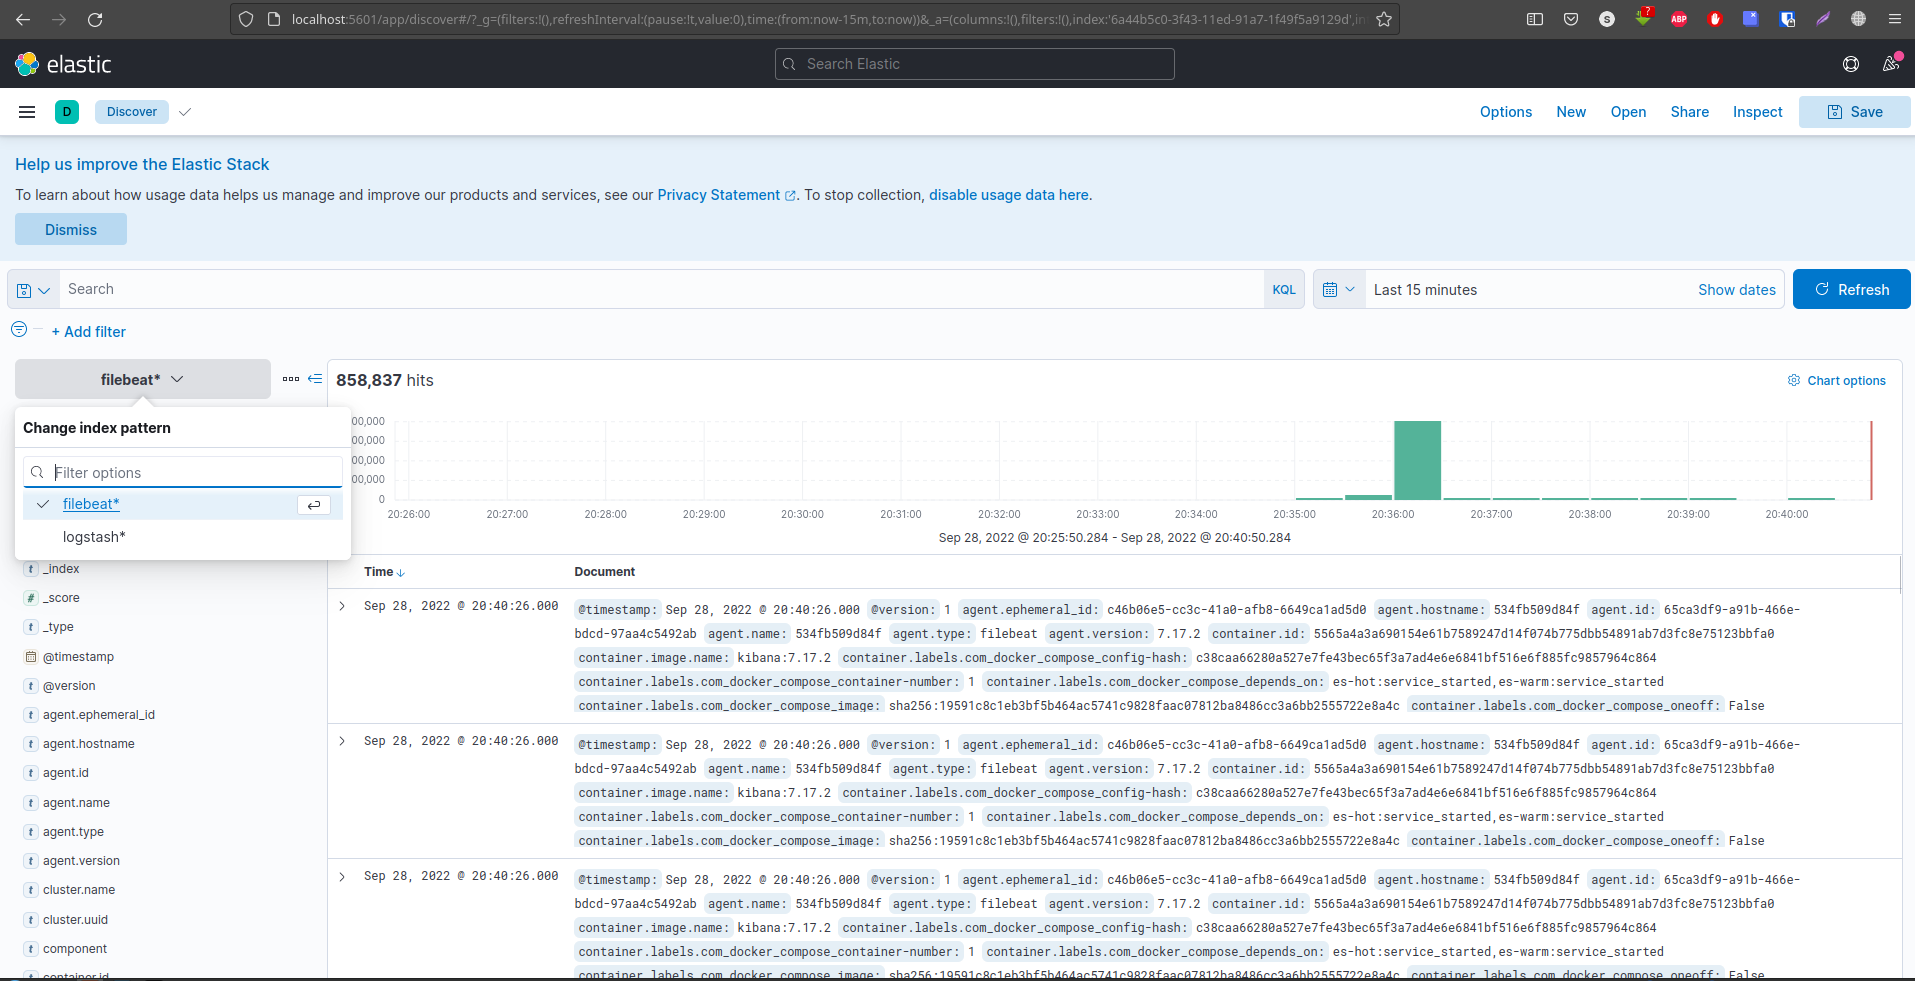 localhost:5601/app/discover#/?_g=(filters:!(),refreshInterval:(pause:!t,value:0),time:(from:now-15m,to:now))&_a=(columns:!(),filters:!(),index:'6a44b5c0-3f43-11ed-91a7-1f49f5a9129d',in
S
?
ABP
elastic
Search Elastic
D
Discover
Options
New
Open
Share
Inspect
Save
Help us improve the Elastic Stack
To learn about how usage data helps us manage and improve our products and services, see our Privacy Statement. To stop collection, disable usage data here.
Dismiss
Search
KQL
Last 15 minutes
Show dates
Refresh
+ Add filter
filebeat*
858,837 hits
Chart options
Change index pattern
Filter options
filebeat*
logstash*
00,000
00,000
00,000
00,000
0
20:26:00 20:27:00 20:28:00 20:29:00 20:30:00 20:31:00 20:32:00 20:33:00 20:34:00 20:35:00 20:36:00 20:37:00 20:38:00 20:39:00 20:40:00
Sep 28, 2022 @ 20:25:50.284 - Sep 28, 2022 @ 20:40:50.284
t _index
# _score
t _type
@timestamp
t @version
t agent.ephemeral_id
t agent.hostname
t agent.id
t agent.name
t agent.type
t agent.version
t cluster.name
t cluster.uuid
t component
t container.id
Time Document
Sep 28, 2022 @ 20:40:26.000 @timestamp: Sep 28, 2022 @ 20:40:26.000 @version: 1 agent.ephemeral_id: c46b06e5-cc3c-41a0-afb8-6649ca1ad5d0 agent.hostname: 534fb509d84f agent.id: 65ca3df9-a91b-466e-
bdcd-97aa4c5492ab agent.name: 534fb509d84f agent.type: filebeat agent.version: 7.17.2 container.id: 5565a4a3a690154e61b7589247d14f074b775dbb54891ab7d3fc8e75123bbfa0
container.image.name: kibana:7.17.2 container.labels.com_docker_compose_config-hash: c38caa66280a527e7fe43bec65f3a7ad4e6e6841bf516e6f885fc9857964c864
container.labels.com_docker_compose_container-number: 1 container.labels.com_docker_compose_depends_on: es-hot:service_started,es-warm:service_started
container.labels.com_docker_compose_image: sha256:19591c8c1eb3bf5b464ac5741c9828faac07812ba8486cc3a6bb2555722e8a4c container.labels.com_docker_compose_oneoff: False
Sep 28, 2022 @ 20:40:26.000 @timestamp: Sep 28, 2022 @ 20:40:26.000 @version: 1 agent.ephemeral_id: c46b06e5-cc3c-41a0-afb8-6649ca1ad5d0 agent.hostname: 534fb509d84f agent.id: 65ca3df9-a91b-466e-
bdcd-97aa4c5492ab agent.name: 534fb509d84f agent.type: filebeat agent.version: 7.17.2 container.id: 5565a4a3a690154e61b7589247d14f074b775dbb54891ab7d3fc8e75123bbfa0
container.image.name: kibana:7.17.2 container.labels.com_docker_compose_config-hash: c38caa66280a527e7fe43bec65f3a7ad4e6e6841bf516e6f885fc9857964c864
container.labels.com_docker_compose_container-number: 1 container.labels.com_docker_compose_depends_on: es-hot:service_started,es-warm:service_started
container.labels.com_docker_compose_image: sha256:19591c8c1eb3bf5b464ac5741c9828faac07812ba8486cc3a6bb2555722e8a4c container.labels.com_docker_compose_oneoff: False
Sep 28, 2022 @ 20:40:26.000 @timestamp: Sep 28, 2022 @ 20:40:26.000 @version: 1 agent.ephemeral_id: c46b06e5-cc3c-41a0-afb8-6649ca1ad5d0 agent.hostname: 534fb509d84f agent.id: 65ca3df9-a91b-466e-
bdcd-97aa4c5492ab agent.name: 534fb509d84f agent.type: filebeat agent.version: 7.17.2 container.id: 5565a4a3a690154e61b7589247d14f074b775dbb54891ab7d3fc8e75123bbfa0
container.image.name: kibana:7.17.2 container.labels.com_docker_compose_config-hash: c38caa66280a527e7fe43bec65f3a7ad4e6e6841bf516e6f885fc9857964c864
container.labels.com_docker_compose_container-number: 1 container.labels.com_docker_compose_depends_on: es-hot:service_started,es-warm:service_started
container.labels.com_docker_compose_image: sha256:19591c8c1eb3bf5b464ac5741c9828faac07812ba8486cc3a6bb2555722e8a4c container.labels.com_docker_compose_oneoff: False